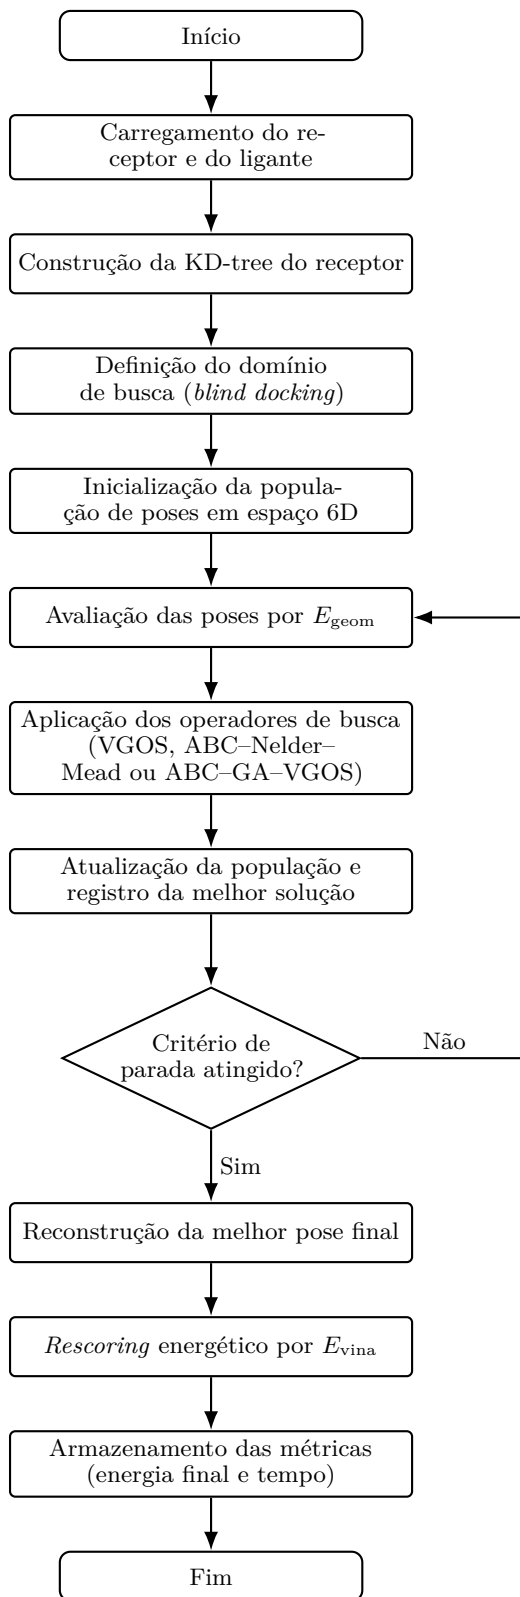 Início
Carregamento do re-
ceptor e do ligante
Construção da KD-tree do receptor
Definição do domínio
de busca (blind docking)
Inicialização da popula-
ção de poses em espaço 6D
Avaliação das poses por E_geom
Aplicação dos operadores de busca
(VGOS, ABC–Nelder–
Mead ou ABC–GA–VGOS)
Atualização da população e
registro da melhor solução
Critério de
parada atingido?
Não
Sim
Reconstrução da melhor pose final
Rescoring energético por E_vina
Armazenamento das métricas
(energia final e tempo)
Fim